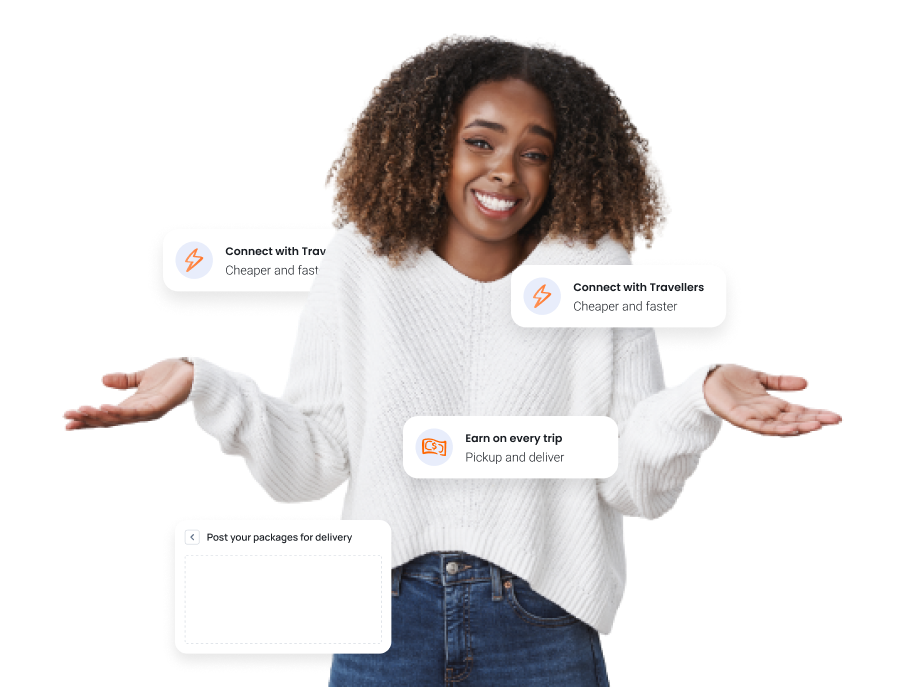 Connect with Trav
Cheaper and fast
Connect with Travellers
Cheaper and faster
Earn on every trip
Pickup and deliver
Post your packages for delivery